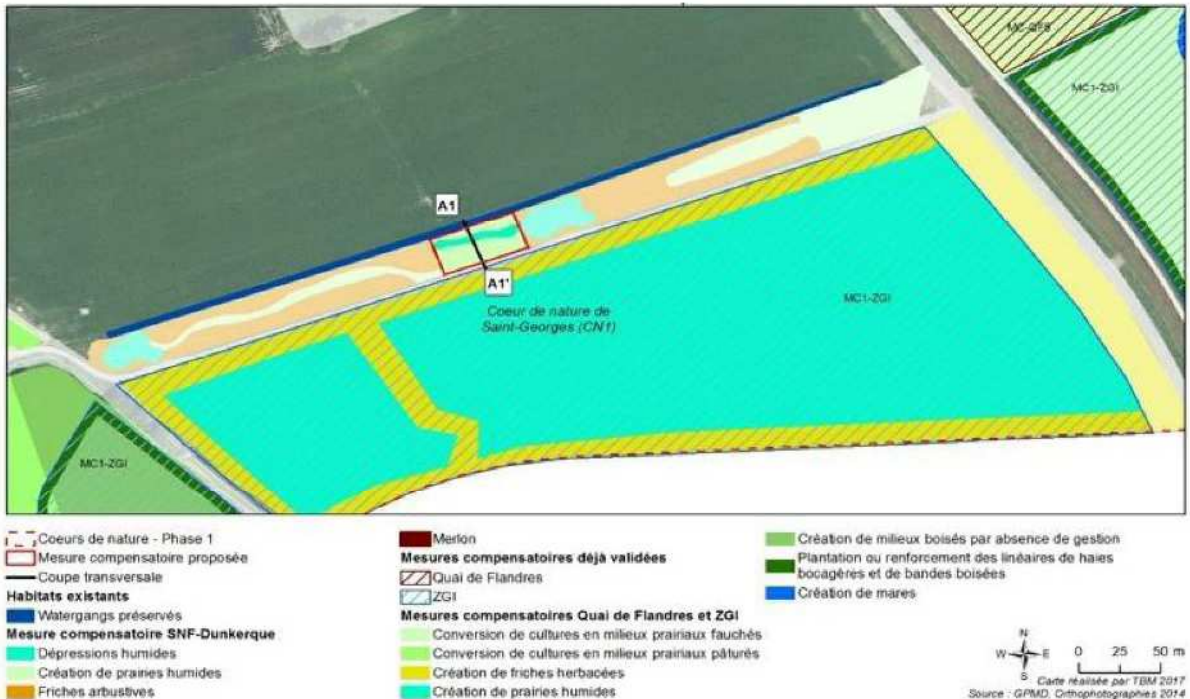 MC-QFB
MC1-ZGI
A1
A1'
Coeur de nature de
Saint-Georges (CN1)
MC1-ZGI
MC1-ZGI
Coeurs de nature - Phase 1
Mesure compensatoire proposée
Coupe transversale
Habitats existants
Watergangs préservés
Mesure compensatoire SNF-Dunkerque
Dépressions humides
Création de prairies humides
Friches arbustives
Merlon
Mesures compensatoires déjà validées
Quai de Flandres
ZGI
Mesures compensatoires Quai de Flandres et ZGI
Conversion de cultures en milieux prairiaux fauchés
Conversion de cultures en milieux prairiaux pâturés
Création de friches herbacées
Création de prairies humides
Création de milieux boisés par absence de gestion
Plantation ou renforcement des linéaires de haies
bocagères et de bandes boisées
Création de mares
N
W E
S
0 25 50 m
Carte réalisée par TBM 2017
Source : GPMD, Orthophotographies 2014